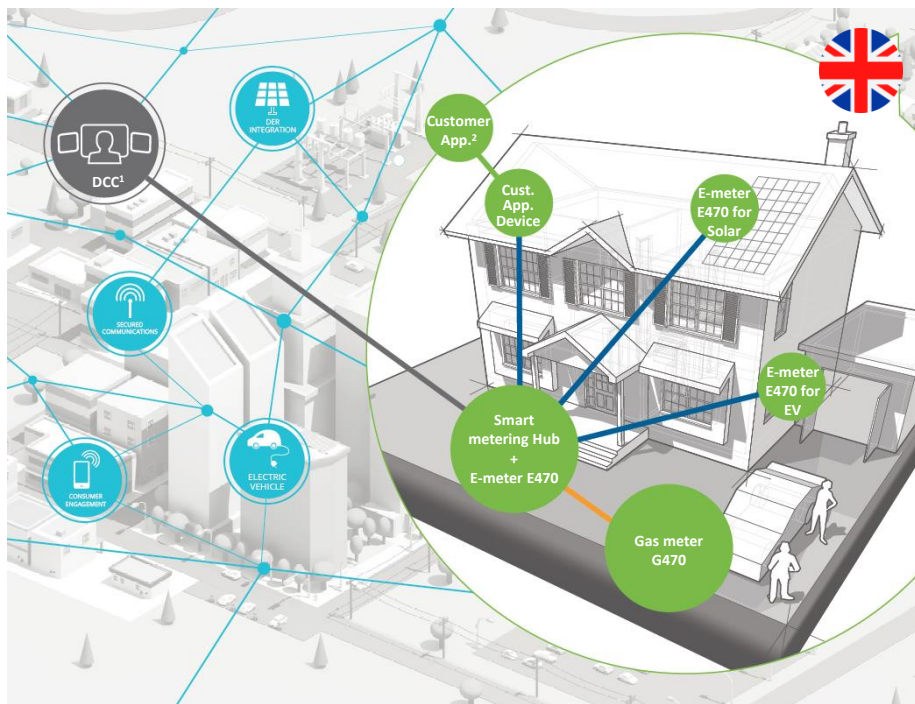 DER
INTEGRATION
Customer
App.²
DCC¹
Cust.
App.
Device
E-meter
E470 for
Solar
SECURED
COMMUNICATIONS
E-meter
E470 for
EV
Smart
metering Hub
+
E-meter E470
ELECTRIC
VEHICLE
CONSUMER
ENGAGEMENT
Gas meter
G470